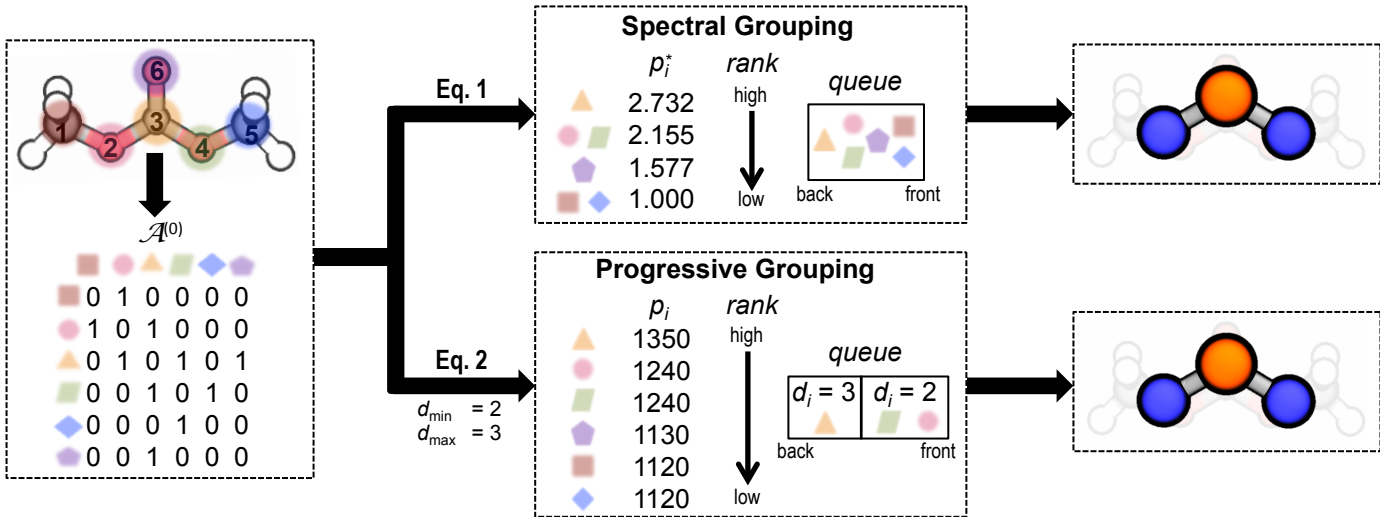 6
1 2 3 4 5
𝒜(0)
0 1 0 0 0 0
1 0 1 0 0 0
0 1 0 1 0 1
0 0 1 0 1 0
0 0 0 1 0 0
0 0 1 0 0 0
Eq. 1
Eq. 2
dmin = 2
dmax = 3
Spectral Grouping
pi* rank
queue
high
2.732
2.155
1.577
1.000
low
back front
Progressive Grouping
pi rank
high
1350
1240
1240
1130
1120
1120
low
queue
di = 3 di = 2
back front